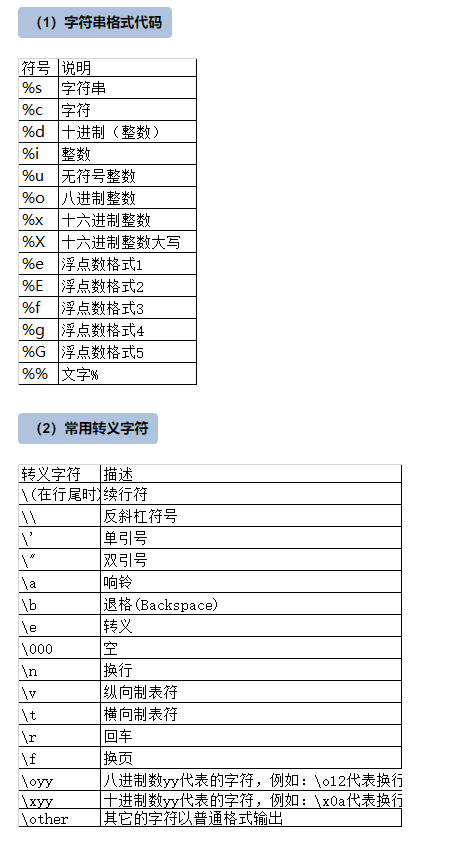 （1）字符串格式代码
符号 说明
%s 字符串
%c 字符
%d 十进制（整数）
%i 整数
%u 无符号整数
%o 八进制整数
%x 十六进制整数
%X 十六进制整数大写
%e 浮点数格式1
%E 浮点数格式2
%f 浮点数格式3
%g 浮点数格式4
%G 浮点数格式5
%% 文字%
（2）常用转义字符
转义字符 描述
\(在行尾时) 续行符
\\ 反斜杠符号
\' 单引号
\" 双引号
\a 响铃
\b 退格(Backspace)
\e 转义
\000 空
\n 换行
\v 纵向制表符
\t 横向制表符
\r 回车
\f 换页
\oyy 八进制数yy代表的字符，例如：\o12代表换行
\xyy 十进制数yy代表的字符，例如：\x0a代表换行
\other 其它的字符以普通格式输出